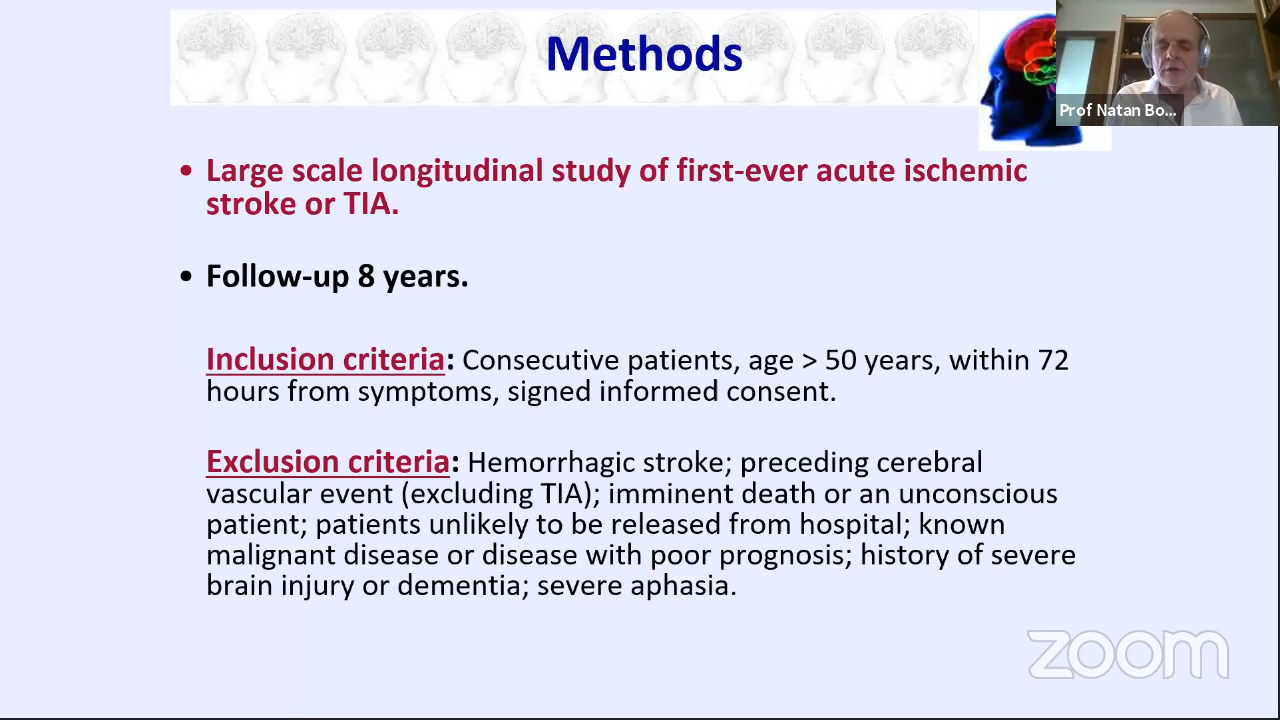 Methods
Prof Natan Bo...
• Large scale longitudinal study of first-ever acute ischemic
stroke or TIA.
• Follow-up 8 years.
Inclusion criteria: Consecutive patients, age > 50 years, within 72
hours from symptoms, signed informed consent.
Exclusion criteria: Hemorrhagic stroke; preceding cerebral
vascular event (excluding TIA); imminent death or an unconscious
patient; patients unlikely to be released from hospital; known
malignant disease or disease with poor prognosis; history of severe
brain injury or dementia; severe aphasia.
zoom